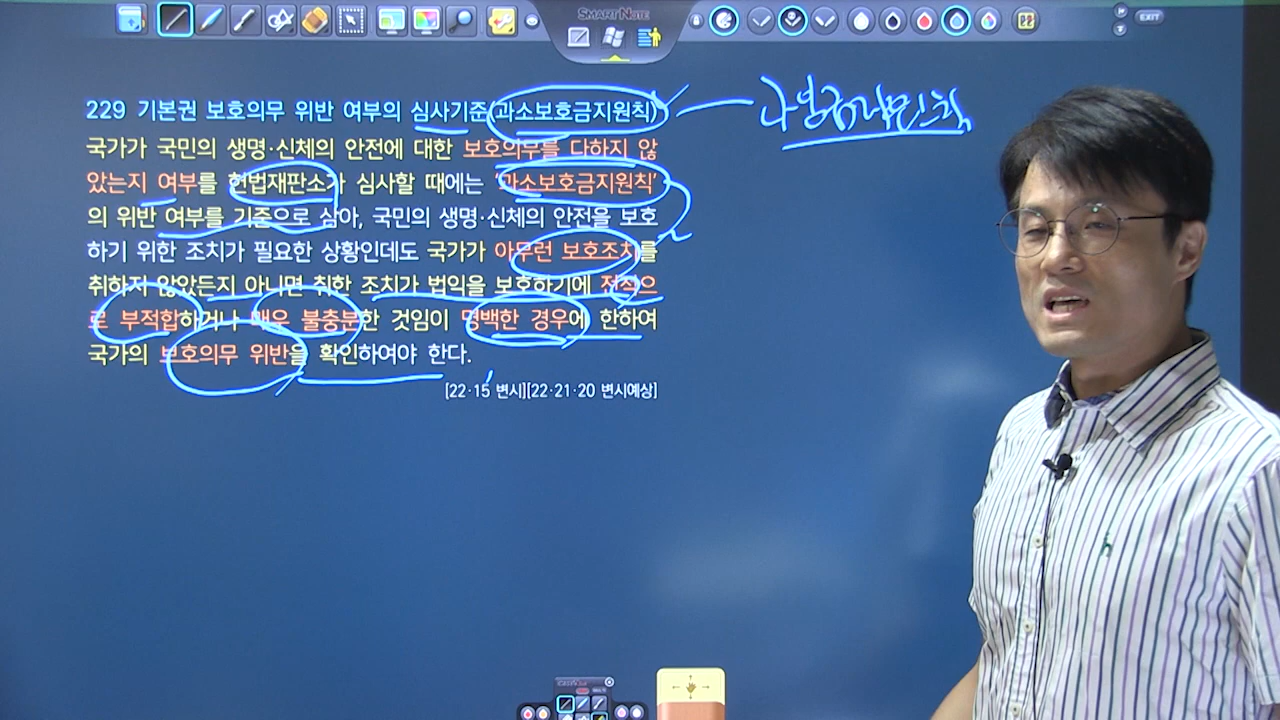 SMART NOTE
EXIT
229 기본권 보호의무 위반 여부의 심사기준(과소보호금지원칙)
국가가 국민의 생명·신체의 안전에 대한 보호의무를 다하지 않
았는지 여부를 헌법재판소가 심사할 때에는 '과소보호금지원칙'
의 위반 여부를 기준으로 삼아, 국민의 생명·신체의 안전을 보호
하기 위한 조치가 필요한 상황인데도 국가가 아무런 보호조치를
취하지 않았든지 아니면 취한 조치가 법익을 보호하기에 전적으
로 부적합하거나 매우 불충분한 것임이 명백한 경우에 한하여
국가의 보호의무 위반을 확인하여야 한다.
[22·15 변시][22·21·20 변시예상]